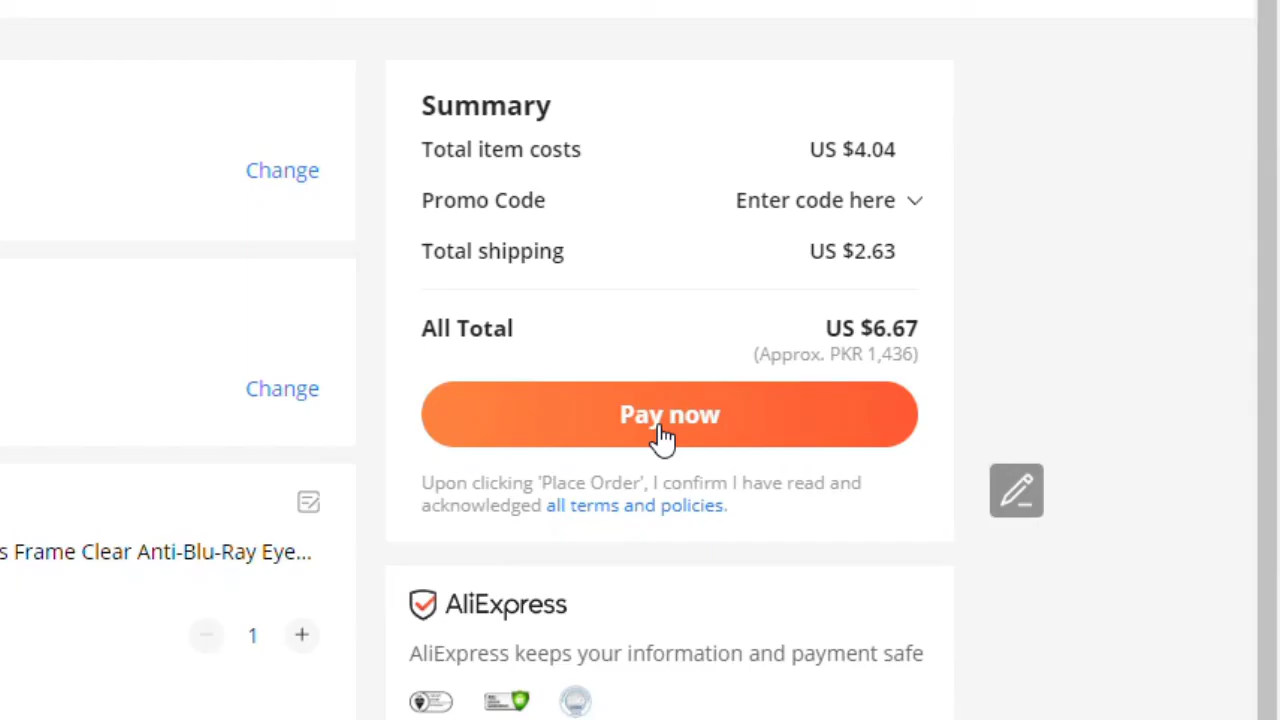 Change
Change
s Frame Clear Anti-Blu-Ray Eye...
1
Summary
Total item costs US $4.04
Promo Code Enter code here
Total shipping US $2.63
All Total US $6.67
(Approx. PKR 1,436)
Pay now
Upon clicking 'Place Order', I confirm I have read and
acknowledged all terms and policies.
AliExpress
AliExpress keeps your information and payment safe